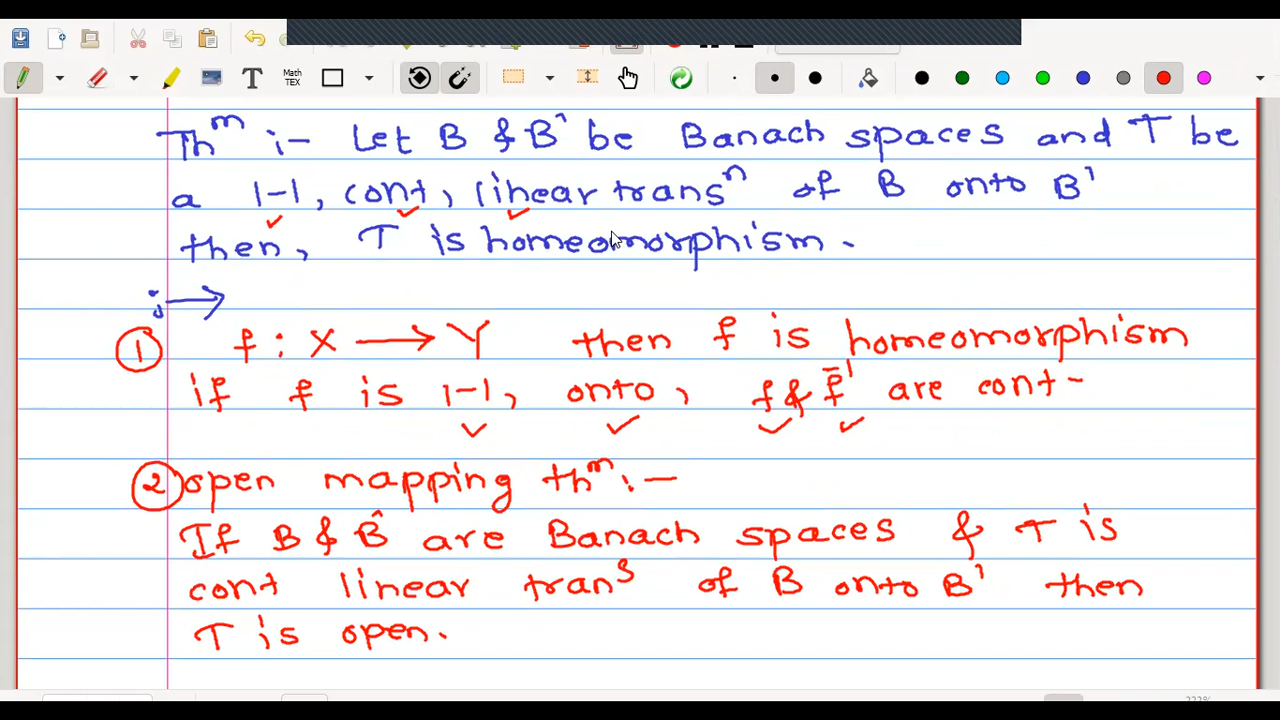 Math
TEX
Thm :- Let B & B' be Banach spaces and T be
a 1-1, cont, linear transn of B onto B'
then, T is homeomorphism.
:→
① f : X → Y then f is homeomorphism
if f is 1-1, onto, f & f̄¹ are cont-
② open mapping thm :-
If B & B' are Banach spaces & T is
cont linear trans of B onto B' then
T is open.